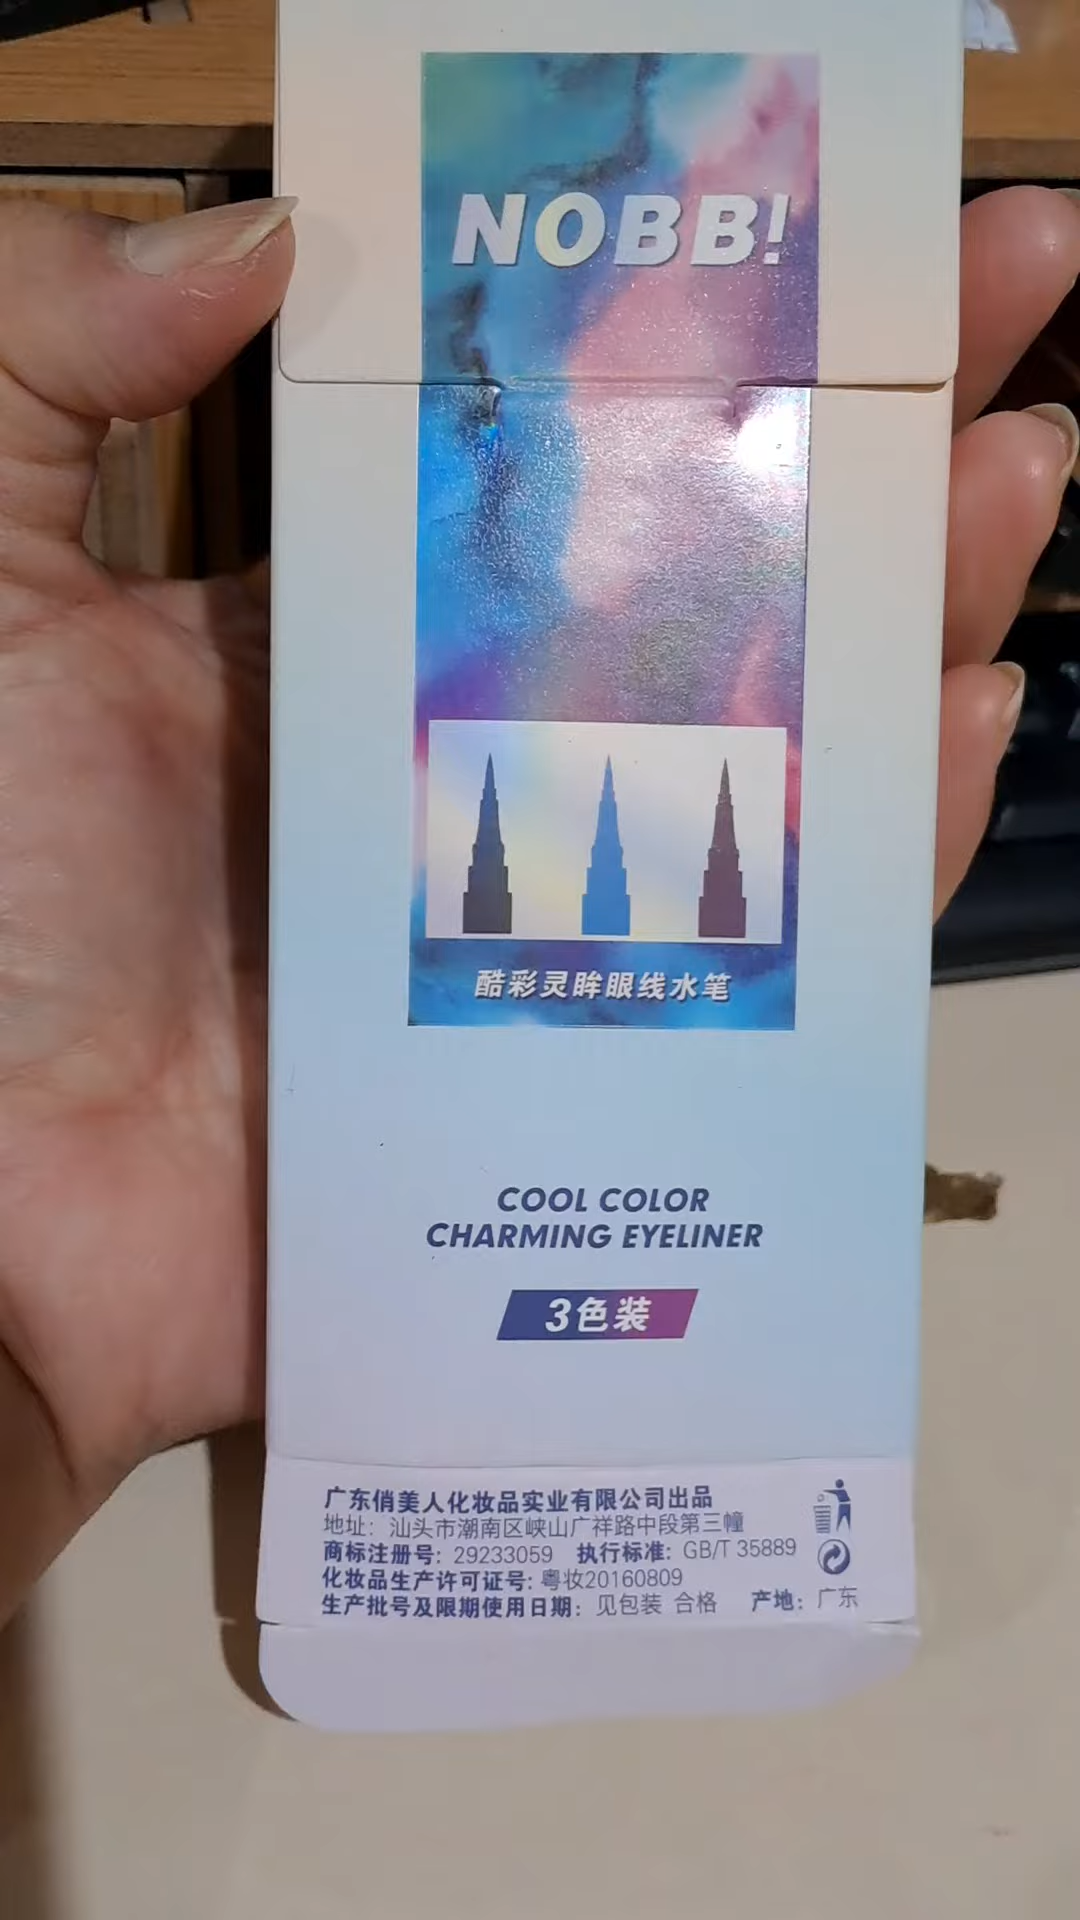 NOBB!
酷彩灵眸眼线水笔
COOL COLOR
CHARMING EYELINER
3色装
广东俏美人化妆品实业有限公司出品
地址：汕头市潮南区峡山广祥路中段第三幢
商标注册号：29233059 执行标准：GB/T 35889
化妆品生产许可证号：粤妆20160809
生产批号及限期使用日期：见包装 合格 产地：广东